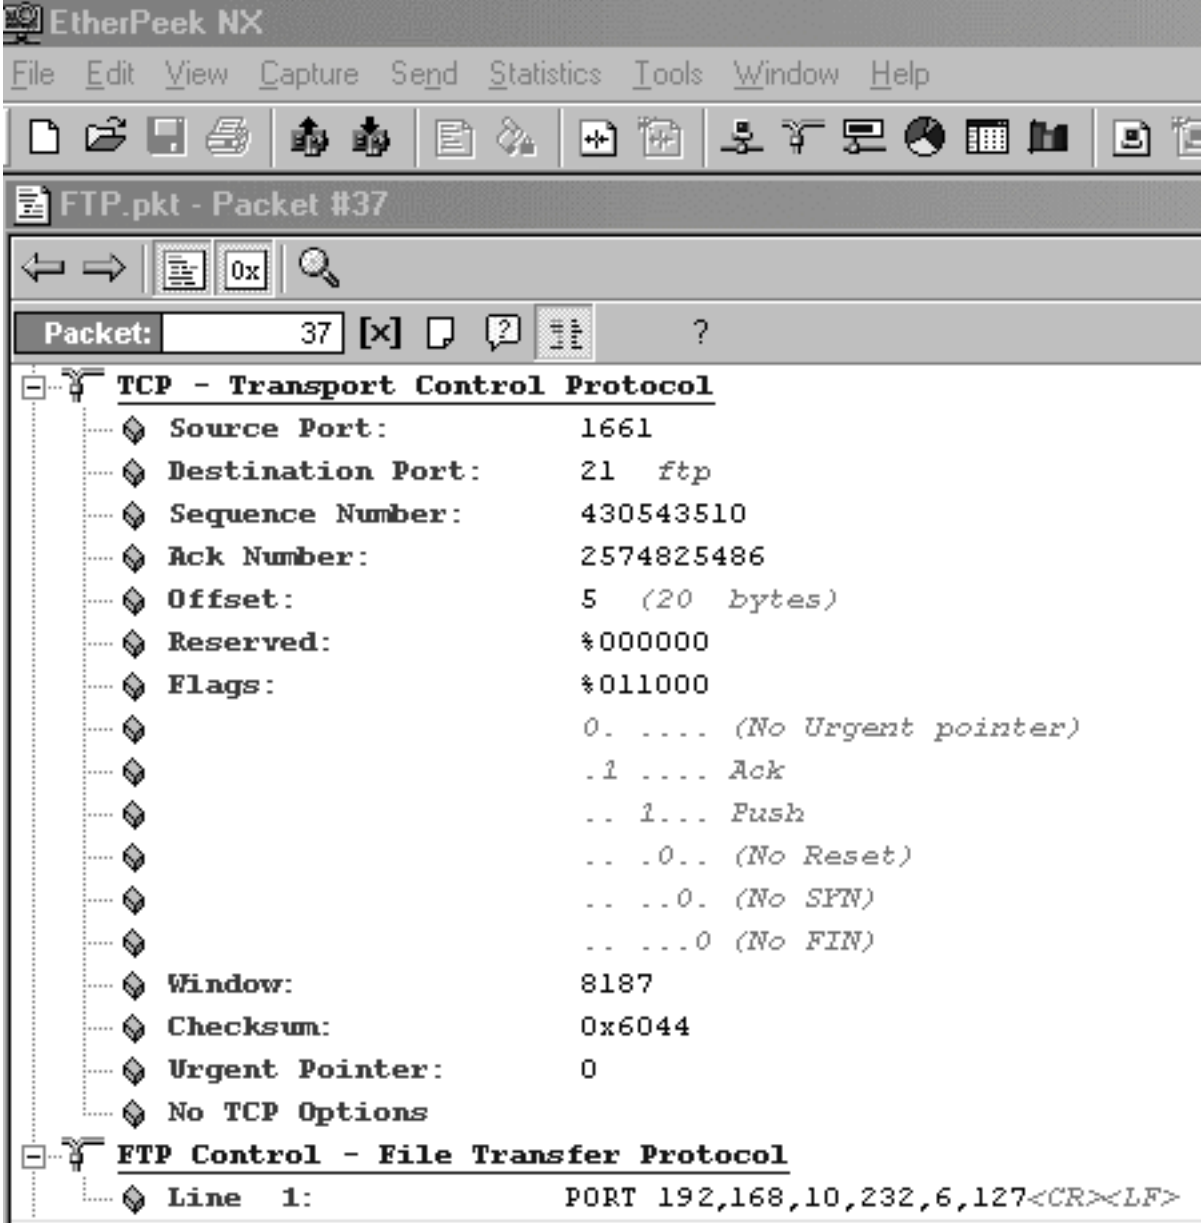 EtherPeek NX
File Edit View Capture Send Statistics Tools Window Help
FTP.pkt - Packet #37
0x
Packet: 37 [x] ? ?
TCP - Transport Control Protocol
Source Port: 1661
Destination Port: 21 ftp
Sequence Number: 430543510
Ack Number: 2574825486
Offset: 5 (20 bytes)
Reserved: %000000
Flags: %011000
0. .... (No Urgent pointer)
.1 .... Ack
.. 1... Push
.. .0.. (No Reset)
.. ..0. (No SYN)
.. ...0 (No FIN)
Window: 8187
Checksum: 0x6044
Urgent Pointer: 0
No TCP Options
FTP Control - File Transfer Protocol
Line 1: PORT 192,168,10,232,6,127<CR><LF>